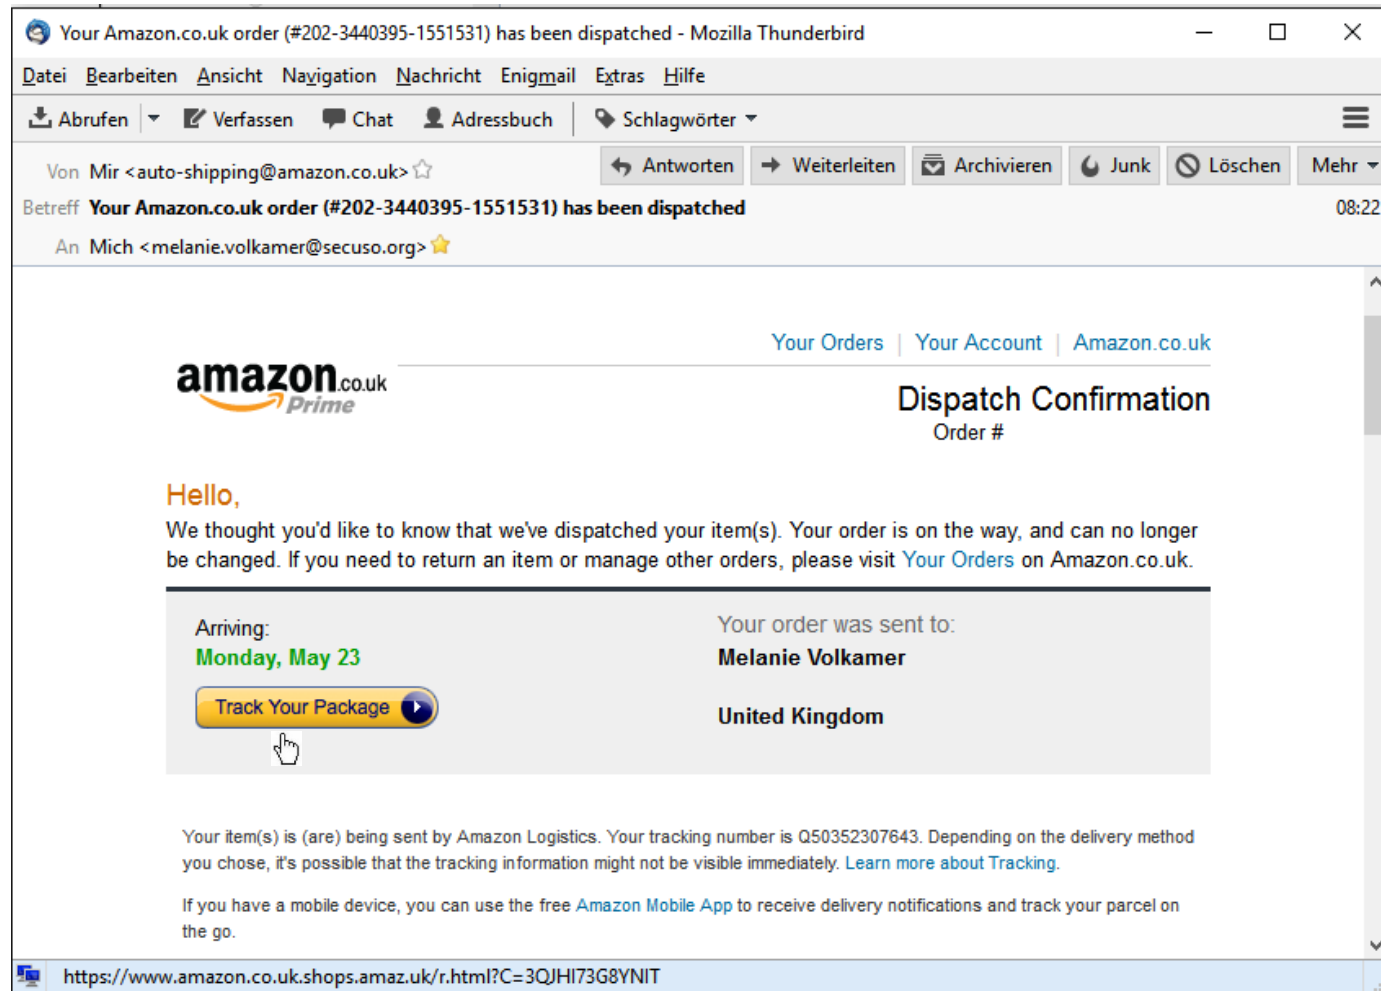 Your Amazon.co.uk order (#202-3440395-1551531) has been dispatched - Mozilla Thunderbird
Datei Bearbeiten Ansicht Navigation Nachricht Enigmail Extras Hilfe
Abrufen Verfassen Chat Adressbuch Schlagwörter
Von Mir <auto-shipping@amazon.co.uk> Antworten Weiterleiten Archivieren Junk Löschen Mehr
Betreff Your Amazon.co.uk order (#202-3440395-1551531) has been dispatched 08:22
An Mich <melanie.volkamer@secuso.org>
Your Orders | Your Account | Amazon.co.uk
amazon.co.uk
Prime
Dispatch Confirmation
Order #
Hello,
We thought you'd like to know that we've dispatched your item(s). Your order is on the way, and can no longer
be changed. If you need to return an item or manage other orders, please visit Your Orders on Amazon.co.uk.
Arriving:
Monday, May 23
Track Your Package
Your order was sent to:
Melanie Volkamer
United Kingdom
Your item(s) is (are) being sent by Amazon Logistics. Your tracking number is Q50352307643. Depending on the delivery method
you chose, it's possible that the tracking information might not be visible immediately. Learn more about Tracking.
If you have a mobile device, you can use the free Amazon Mobile App to receive delivery notifications and track your parcel on
the go.
https://www.amazon.co.uk.shops.amaz.uk/r.html?C=3QJHI73G8YNIT